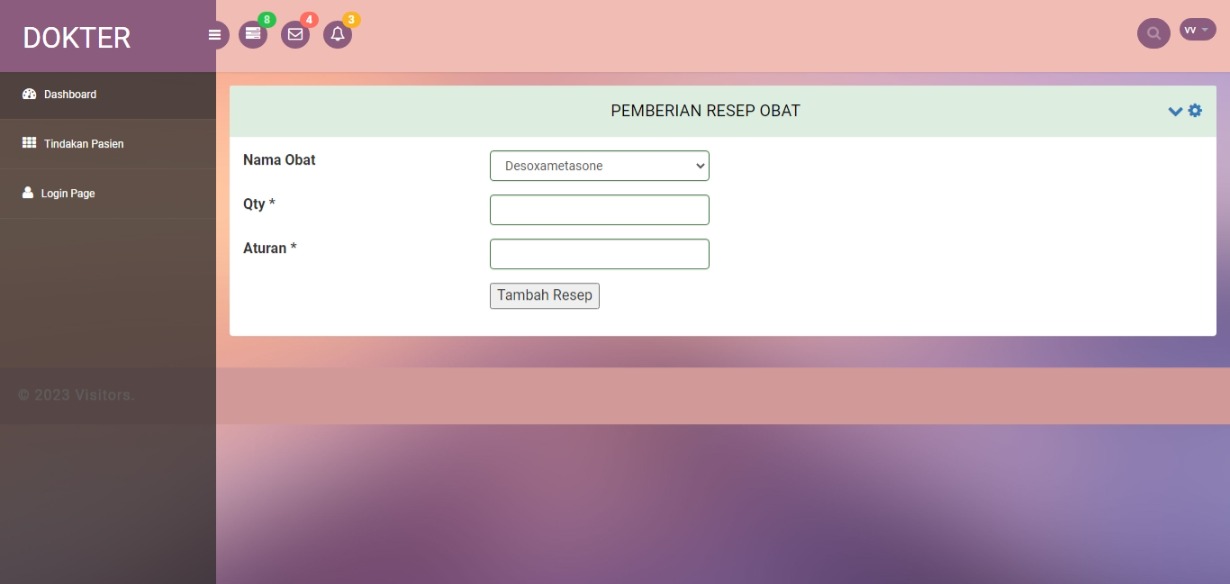 DOKTER
8
4
3
vv
Dashboard
Tindakan Pasien
Login Page
PEMBERIAN RESEP OBAT
Nama Obat
Desoxametasone
Qty *
Aturan *
Tambah Resep
© 2023 Visitors.